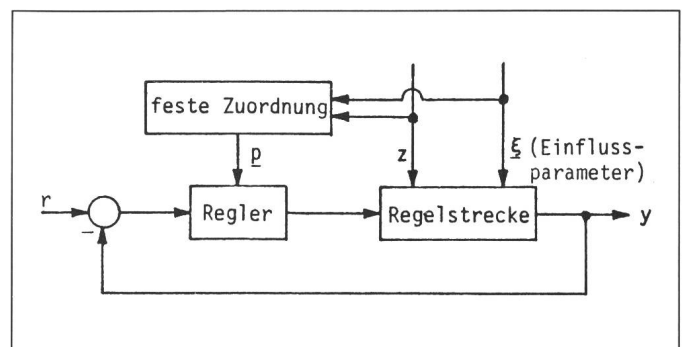 feste Zuordnung
p
z
ξ (Einfluss-
parameter)
r
Regler
Regelstrecke
y
−